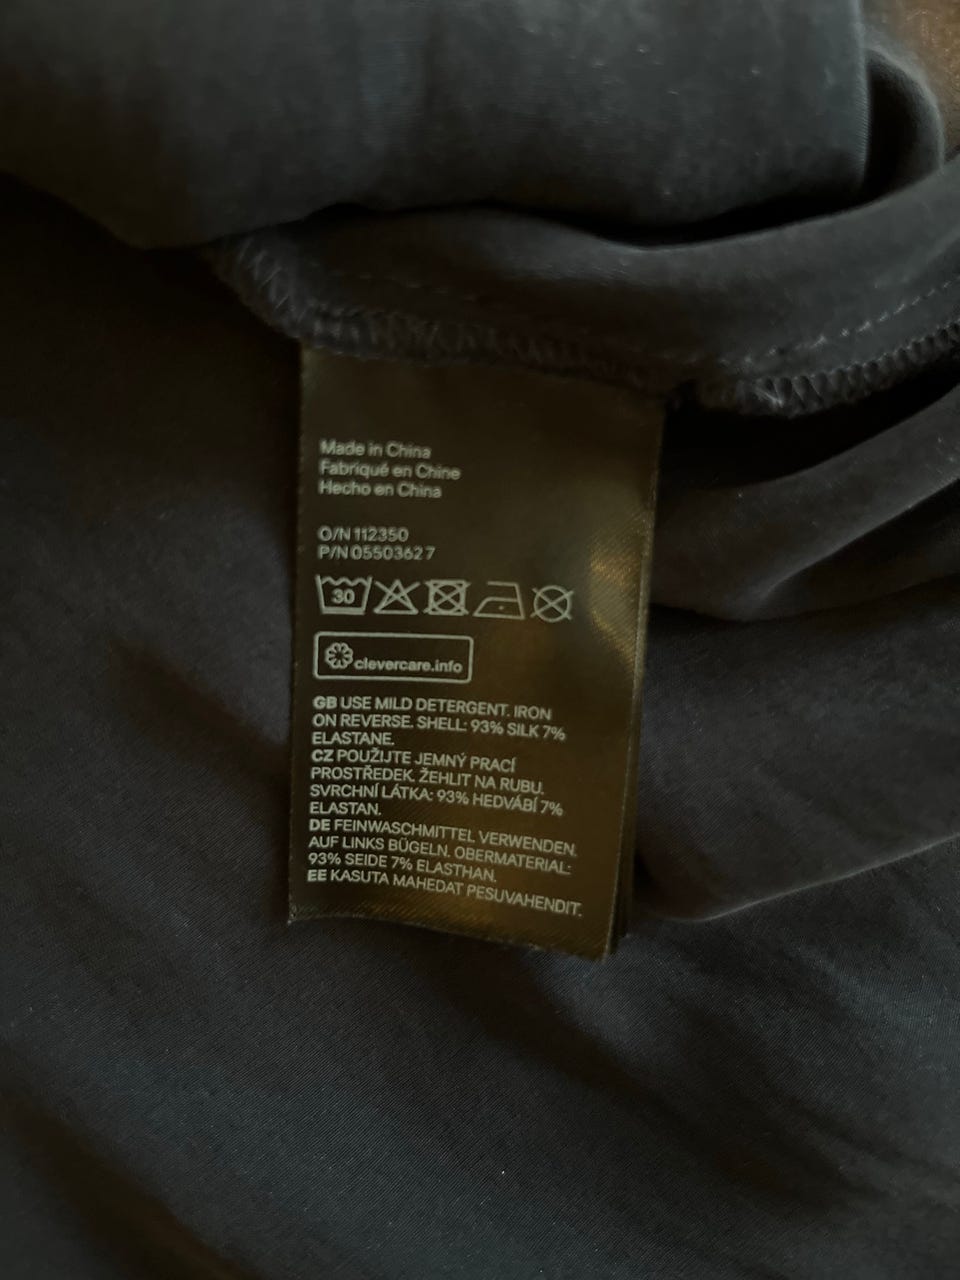 Made in China
Fabriqué en Chine
Hecho en China
O/N 112350
P/N 05503627
30
clevercare.info
GB USE MILD DETERGENT. IRON
ON REVERSE. SHELL: 93% SILK 7%
ELASTANE.
CZ POUŽIJTE JEMNÝ PRACÍ
PROSTŘEDEK. ŽEHLIT NA RUBU.
SVRCHNÍ LÁTKA: 93% HEDVÁBÍ 7%
ELASTAN.
DE FEINWASCHMITTEL VERWENDEN.
AUF LINKS BÜGELN. OBERMATERIAL:
93% SEIDE 7% ELASTHAN.
EE KASUTA MAHEDAT PESUVAHENDIT.